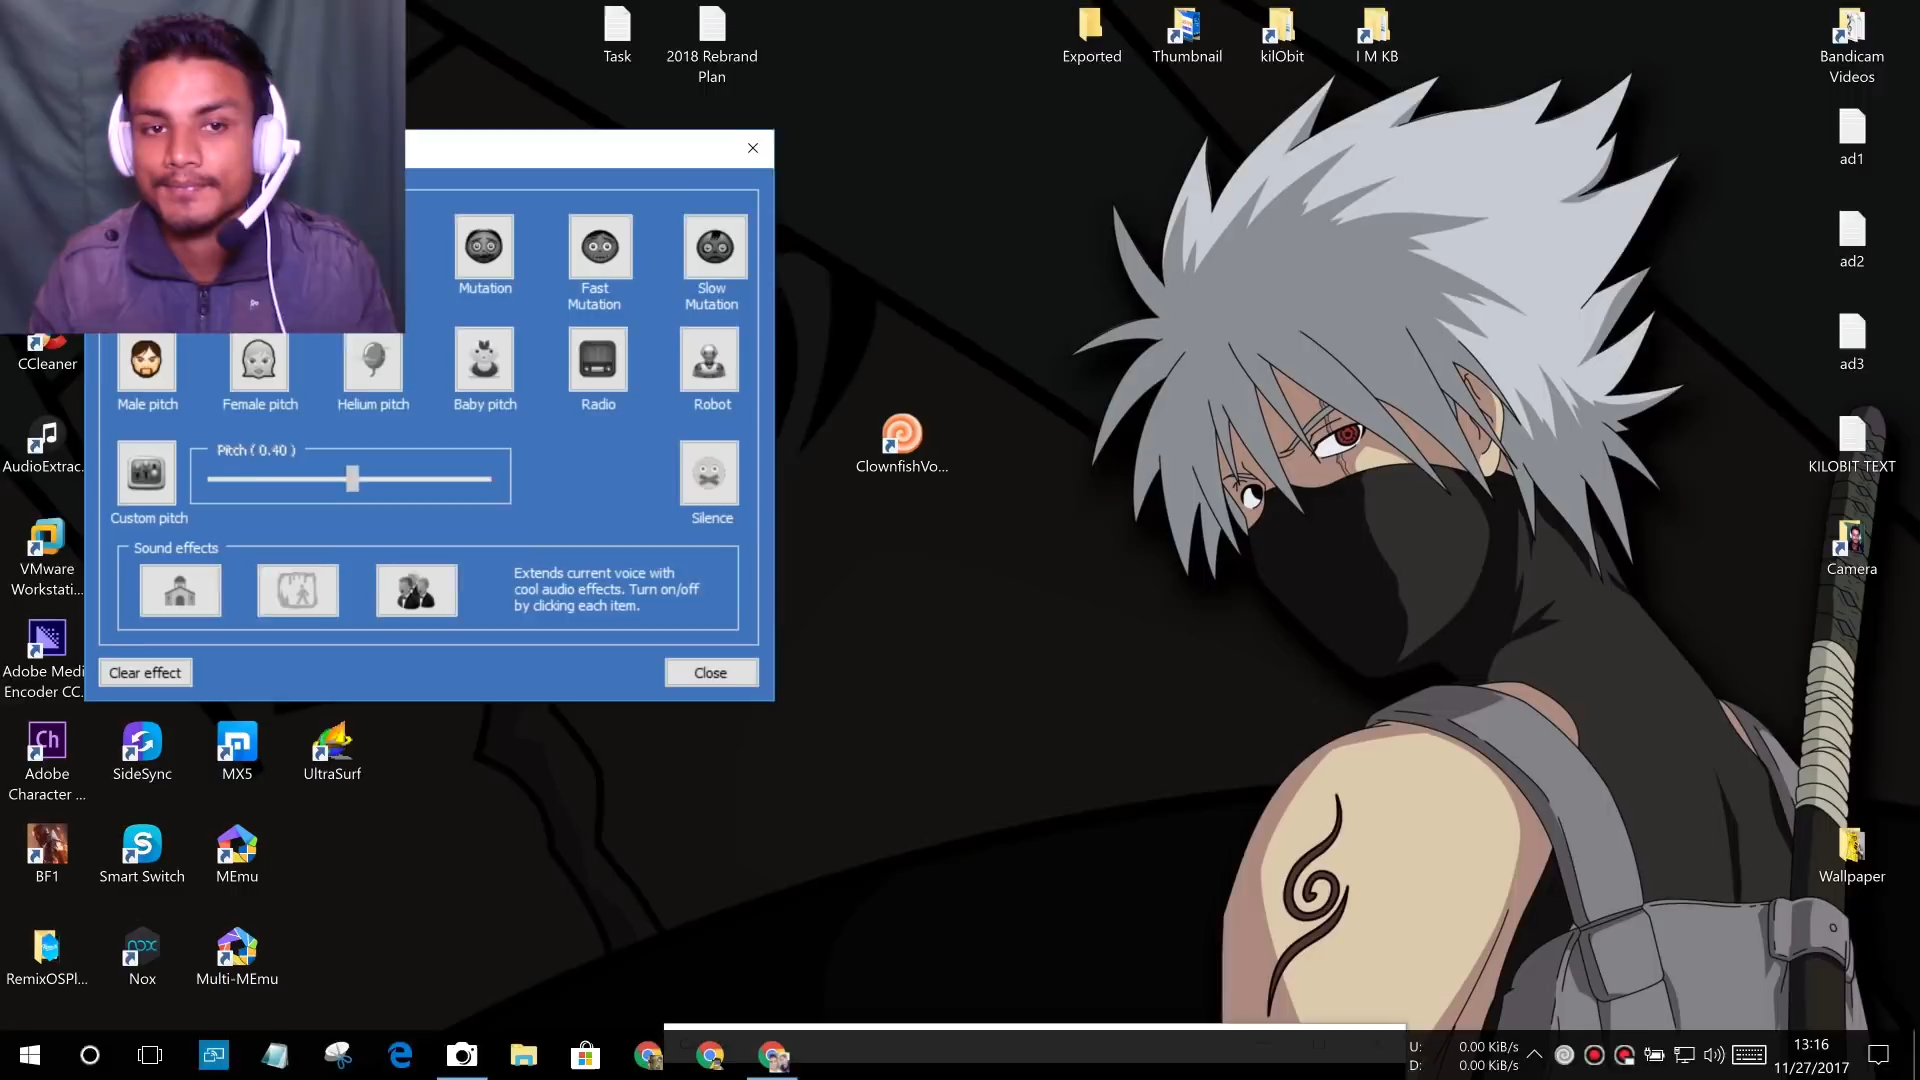 Task
2018 Rebrand
Plan
Exported
Thumbnail
kilObit
I M KB
Bandicam
Videos
ad1
ad2
ad3
KILOBIT TEXT
Camera
Wallpaper
Mutation
Fast
Mutation
Slow
Mutation
Male pitch
Female pitch
Helium pitch
Baby pitch
Radio
Robot
Pitch ( 0.40 )
Custom pitch
Silence
Sound effects
Extends current voice with
cool audio effects. Turn on/off
by clicking each item.
Clear effect
Close
ClownfishVo...
CCleaner
AudioExtrac...
VMware
Workstati...
Adobe Medi
Encoder CC.
Ch
Adobe
Character ...
SideSync
MX5
UltraSurf
BF1
Smart Switch
MEmu
RemixOSPl...
nox
Nox
Multi-MEmu
U: 0.00 KiB/s
D: 0.00 KiB/s
13:16
11/27/2017